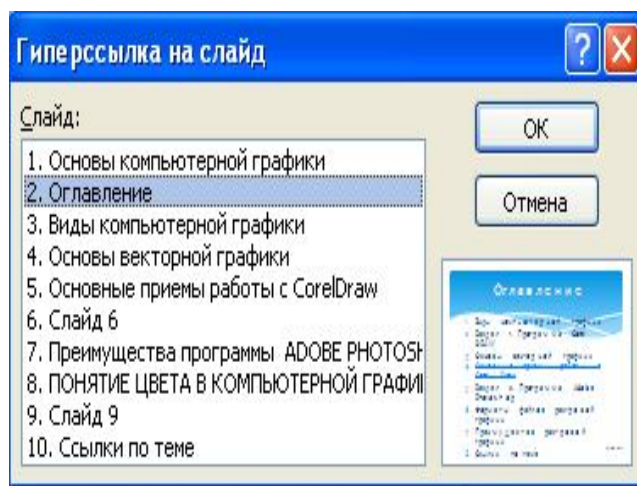 Гиперссылка на слайд
Слайд:
1. Основы компьютерной графики
2. Оглавление
3. Виды компьютерной графики
4. Основы векторной графики
5. Основные приемы работы с CorelDraw
6. Слайд 6
7. Преимущества программы ADOBE PHOTOSH
8. ПОНЯТИЕ ЦВЕТА В КОМПЬЮТЕРНОЙ ГРАФИ
9. Слайд 9
10. Ссылки по теме
ОК
Отмена
Оглавление